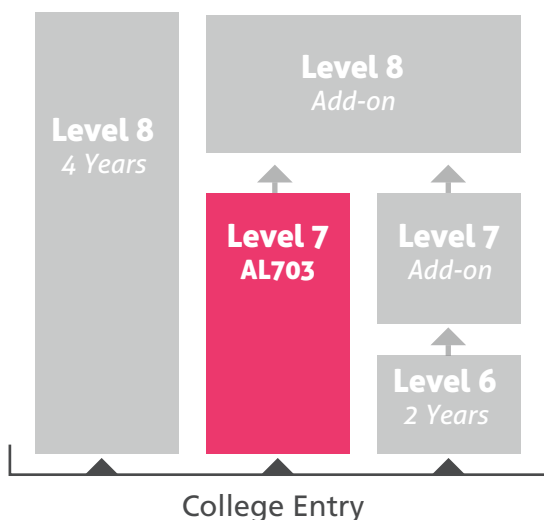 Level 8
4 Years
Level 8
Add-on
Level 7
AL703
Level 7
Add-on
Level 6
2 Years
College Entry